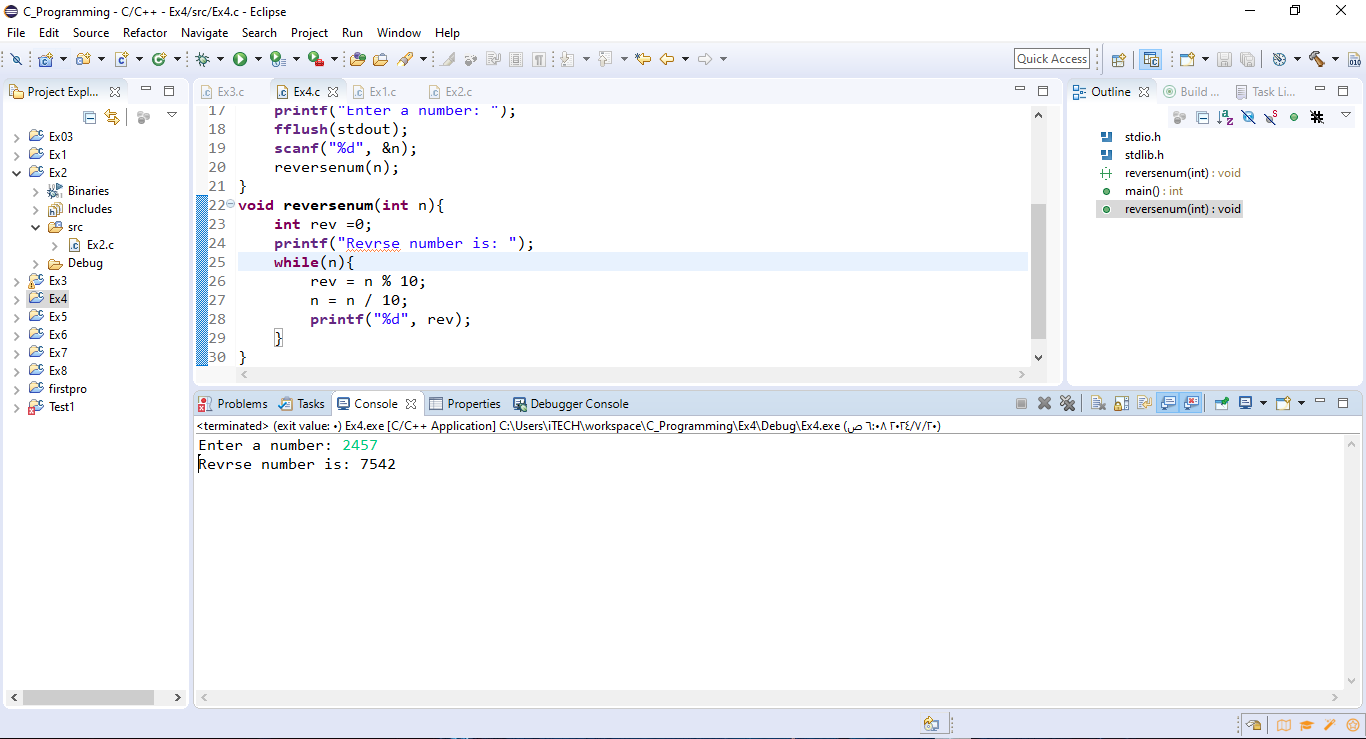 C_Programming - C/C++ - Ex4/src/Ex4.c - Eclipse
File Edit Source Refactor Navigate Search Project Run Window Help
Quick Access
Project Expl...
Ex03
Ex1
Ex2
Binaries
Includes
src
Ex2.c
Debug
Ex3
Ex4
Ex5
Ex6
Ex7
Ex8
firstpro
Test1
Ex3.c Ex4.c Ex1.c Ex2.c
17 printf("Enter a number: ");
18 fflush(stdout);
19 scanf("%d", &n);
20 reversenum(n);
21 }
22 void reversenum(int n){
23 int rev =0;
24 printf("Revrse number is: ");
25 while(n){
26 rev = n % 10;
27 n = n / 10;
28 printf("%d", rev);
29 }
30 }
Outline Build ... Task Li...
stdio.h
stdlib.h
reversenum(int) : void
main() : int
reversenum(int) : void
Problems Tasks Console Properties Debugger Console
<terminated> (exit value: ٠) Ex4.exe [C/C++ Application] C:\Users\iTECH\workspace\C_Programming\Ex4\Debug\Ex4.exe (٢٠٢٤/٧/٢٠ ٦:٠٨ ص)
Enter a number: 2457
Revrse number is: 7542